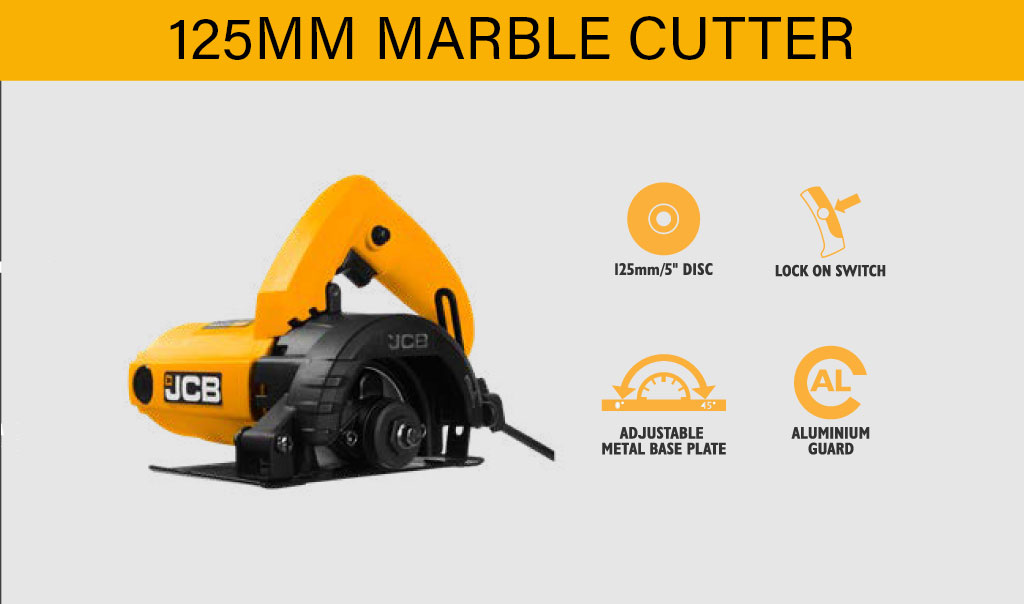 125MM MARBLE CUTTER
JCB
JCB
125mm/5" DISC
LOCK ON SWITCH
AL
0° 45°
ADJUSTABLE
METAL BASE PLATE
ALUMINIUM
GUARD